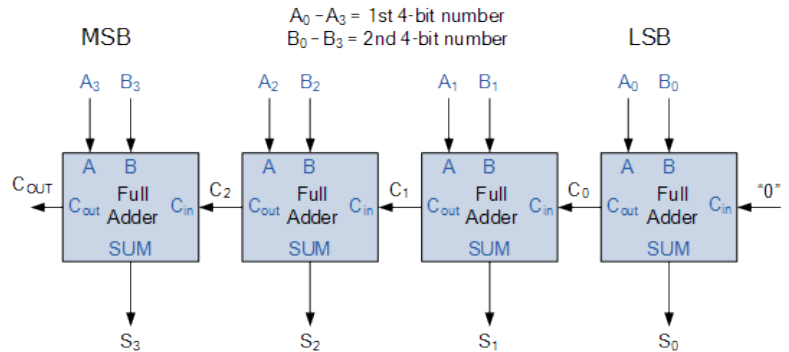 A0 – A3 = 1st 4-bit number
MSB B0 – B3 = 2nd 4-bit number LSB
A3 B3 A2 B2 A1 B1 A0 B0
A B A B A B A B
COUT Cout Full Adder Cin C2 Cout Full Adder Cin C1 Cout Full Adder Cin C0 Cout Full Adder Cin “0”
SUM SUM SUM SUM
S3 S2 S1 S0